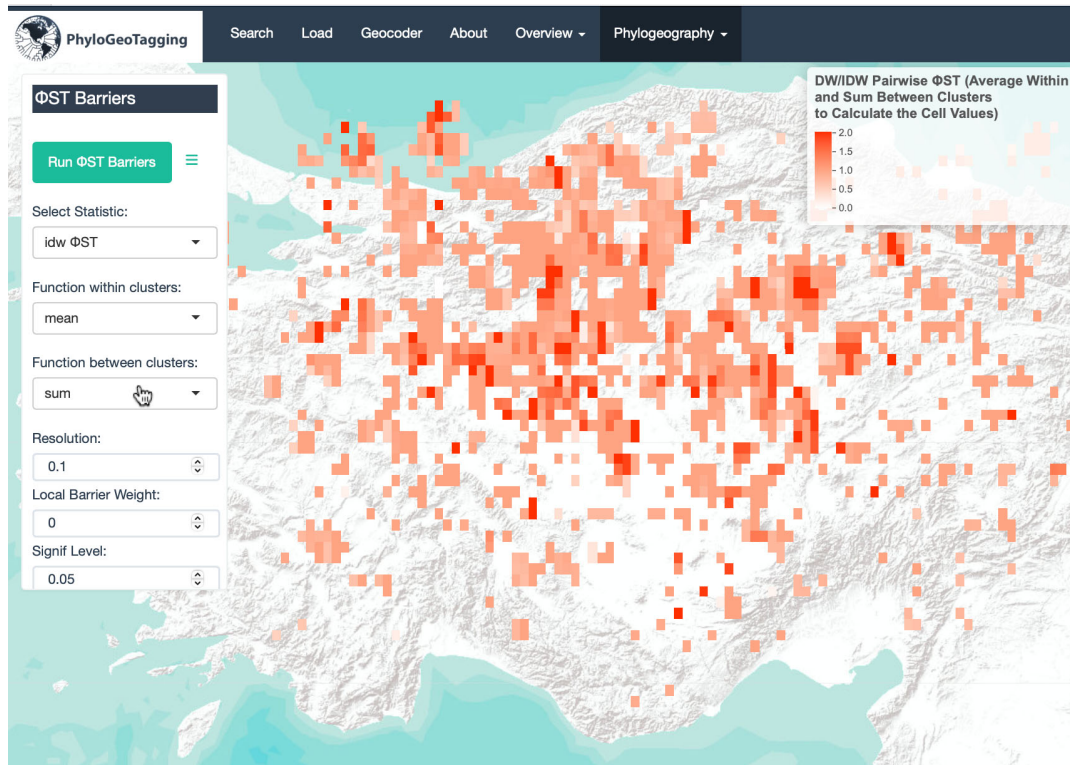 PhyloGeoTagging
Search Load Geocoder About Overview Phylogeography
ΦST Barriers
Run ΦST Barriers
Select Statistic:
idw ΦST
Function within clusters:
mean
Function between clusters:
sum
Resolution:
0.1
Local Barrier Weight:
0
Signif Level:
0.05
DW/IDW Pairwise ΦST (Average Within
and Sum Between Clusters
to Calculate the Cell Values)
2.0
1.5
1.0
0.5
0.0